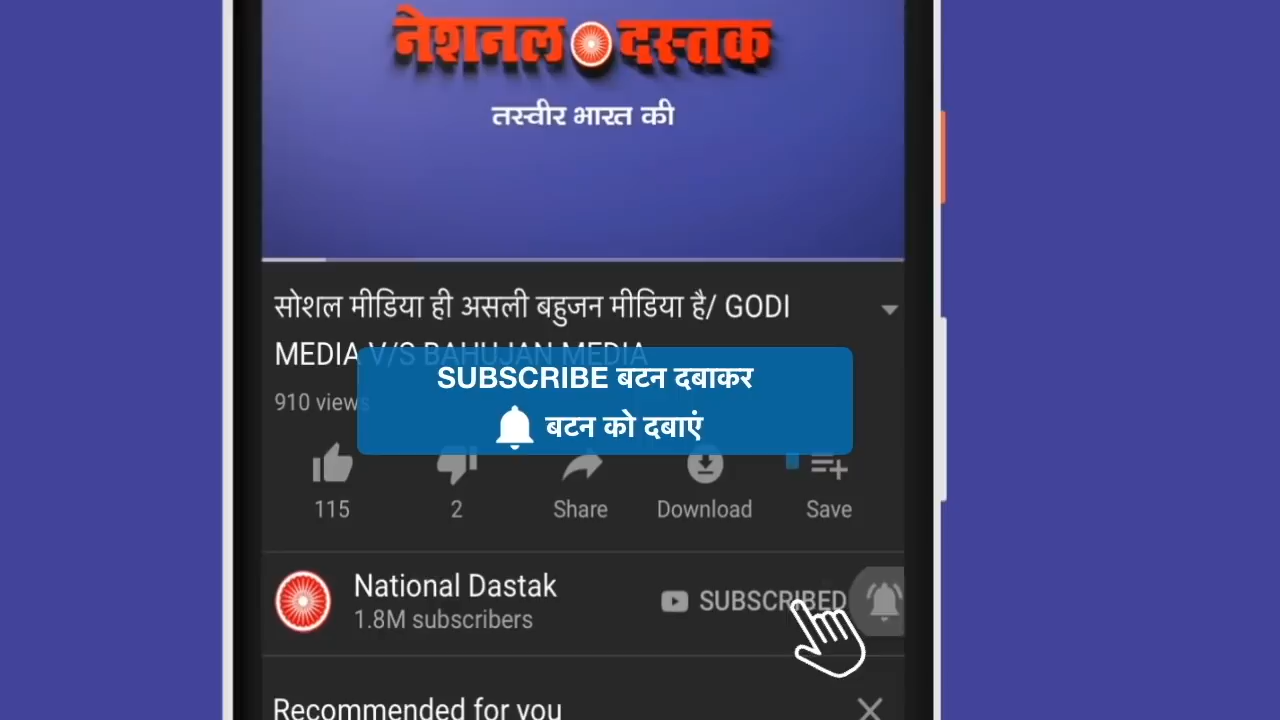 नेशनल दस्तक
तस्वीर भारत की
सोशल मीडिया ही असली बहुजन मीडिया है/ GODI
MEDIA V/S BAHUJAN MEDIA
SUBSCRIBE बटन दबाकर
910 views
बटन को दबाएं
115
2
Share
Download
Save
National Dastak
SUBSCRIBED
1.8M subscribers
Recommended for you